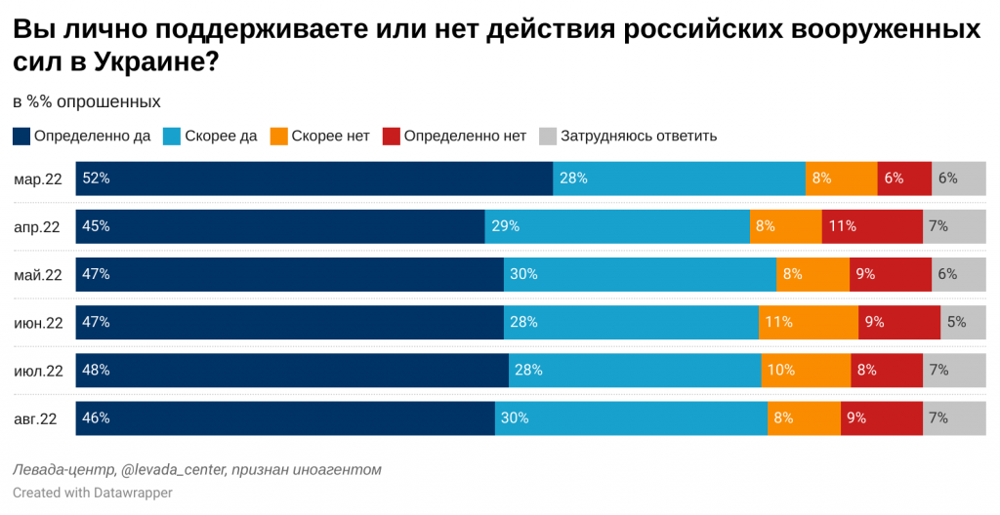 Вы лично поддерживаете или нет действия российских вооруженных
сил в Украине?
в %% опрошенных
Определенно да Скорее да Скорее нет Определенно нет Затрудняюсь ответить
мар.22 52% 28% 8% 6% 6%
апр.22 45% 29% 8% 11% 7%
май.22 47% 30% 8% 9% 6%
июн.22 47% 28% 11% 9% 5%
июл.22 48% 28% 10% 8% 7%
авг.22 46% 30% 8% 9% 7%
Левада-центр, @levada_center, признан иноагентом
Created with Datawrapper